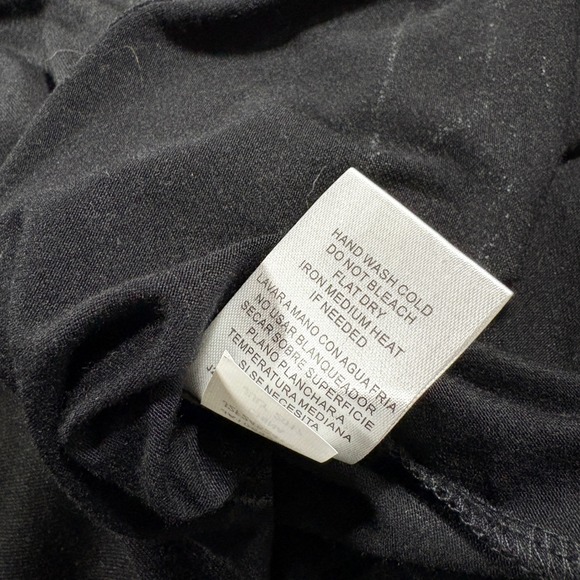 HAND WASH COLD
DO NOT BLEACH
FLAT DRY
IRON MEDIUM HEAT
IF NEEDED
LAVAR A MANO CON AGUA FRIA
NO USAR BLANQUEADOR
SECAR SOBRE SUPERFICIE
PLANO PLANCHAR A
TEMPERATURA MEDIANA
SI SE NECESITA